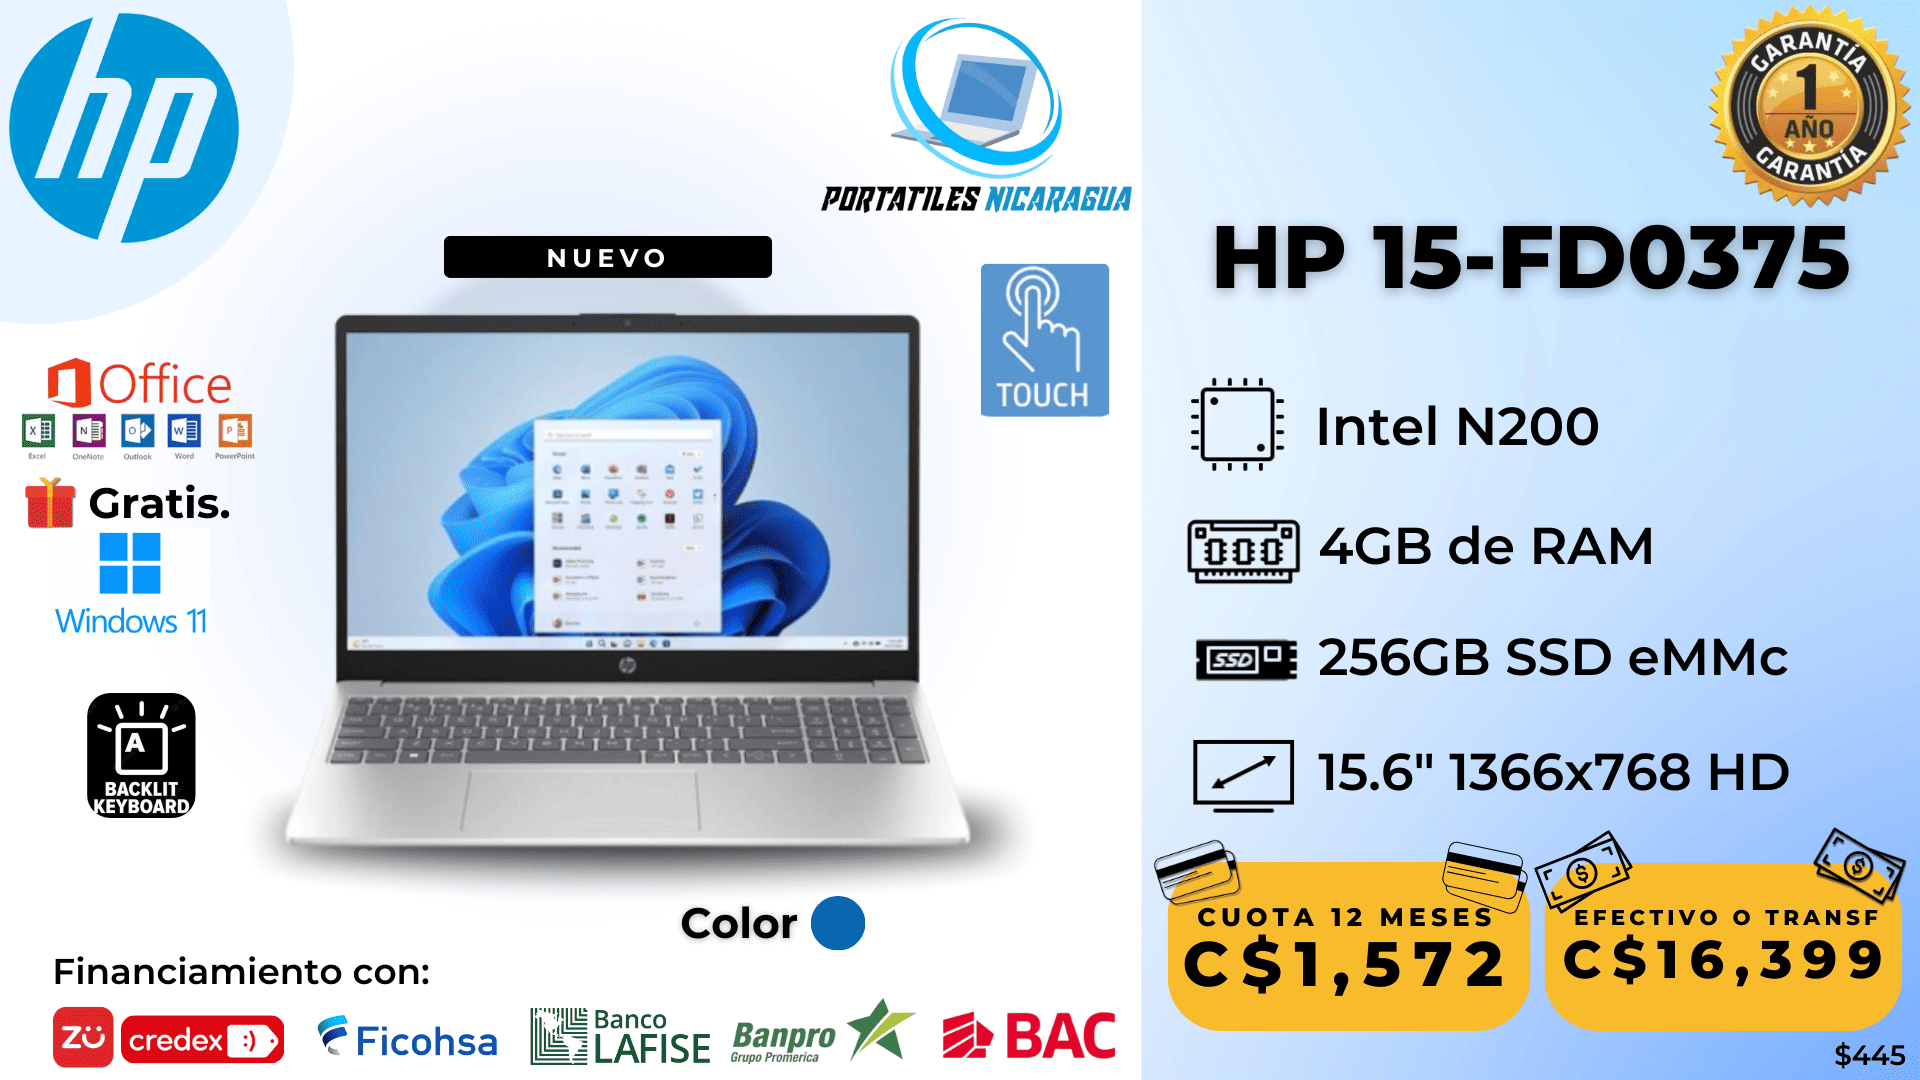 hp
PORTATILES NICARAGUA
GARANTÍA
1
AÑO
GARANTÍA
NUEVO
TOUCH
HP 15-FD0375
Office
Excel
OneNote
Outlook
Word
PowerPoint
Gratis.
Windows 11
A
BACKLIT
KEYBOARD
Intel N200
4GB de RAM
SSD
256GB SSD eMMc
15.6" 1366x768 HD
Color
CUOTA 12 MESES
C$1,572
EFECTIVO O TRANSF
C$16,399
Financiamiento con:
ZU
credex :)
Ficohsa
Banco
LAFISE
Banpro
Grupo Promerica
BAC
$445